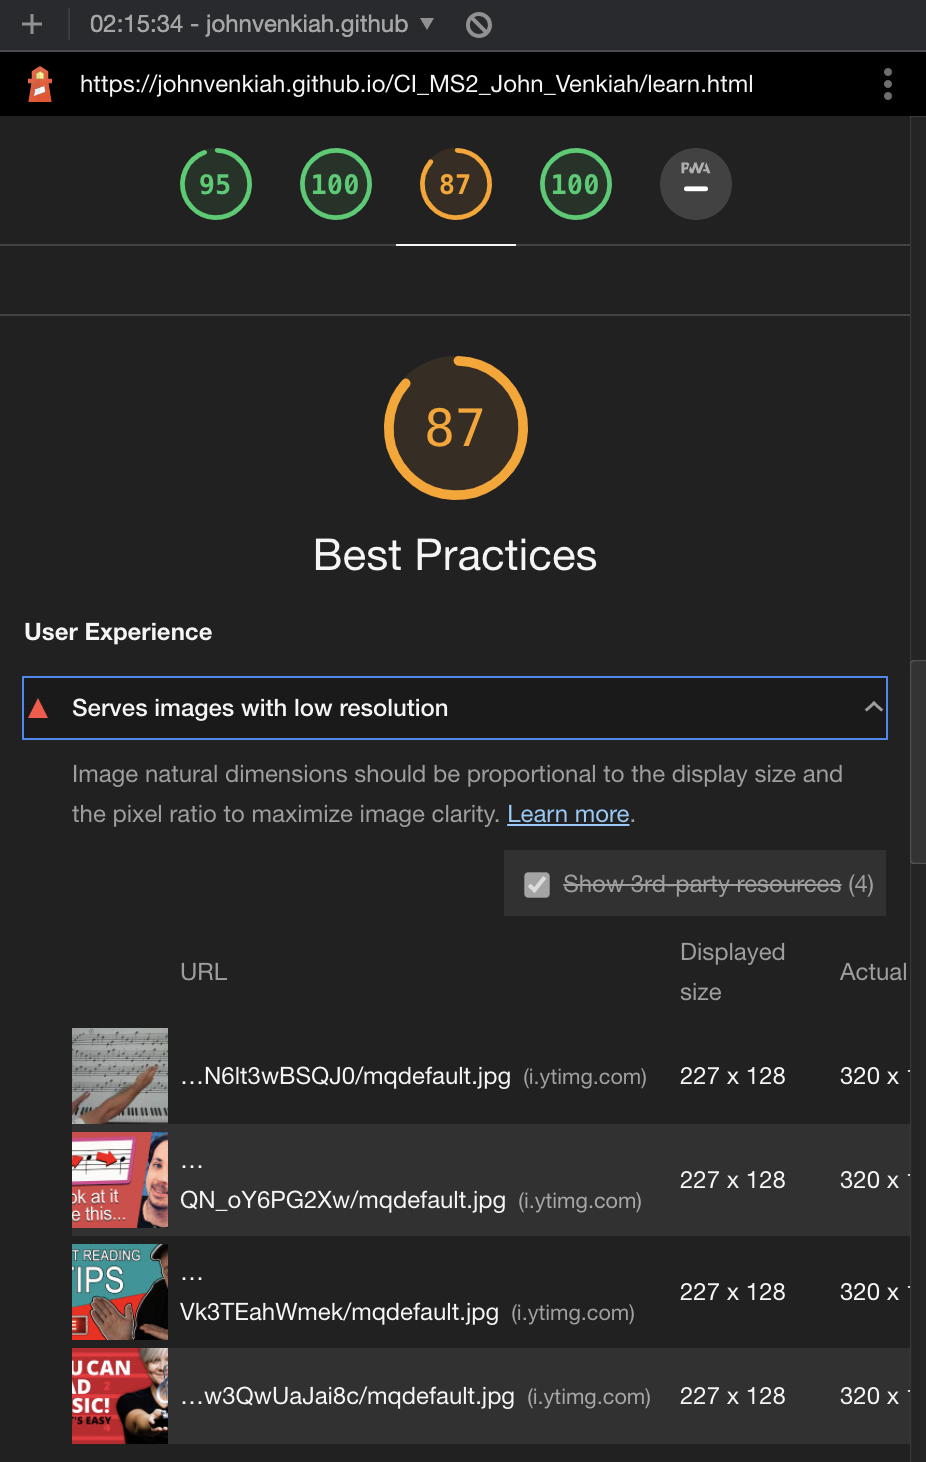 02:15:34 - johnvenkiah.github
https://johnvenkiah.github.io/CI_MS2_John_Venkiah/learn.html
95 100 87 100 PWA
87
Best Practices
User Experience
Serves images with low resolution
Image natural dimensions should be proportional to the display size and
the pixel ratio to maximize image clarity. Learn more.
Show 3rd-party resources (4)
URL Displayed size Actual
…N6lt3wBSQJ0/mqdefault.jpg (i.ytimg.com) 227 x 128 320 x
ok at it
e this...
…
QN_oY6PG2Xw/mqdefault.jpg (i.ytimg.com) 227 x 128 320 x
T READING
TIPS
…
Vk3TEahWmek/mqdefault.jpg (i.ytimg.com) 227 x 128 320 x
U CAN
AD
SIC!
'S EASY
…w3QwUaJai8c/mqdefault.jpg (i.ytimg.com) 227 x 128 320 x